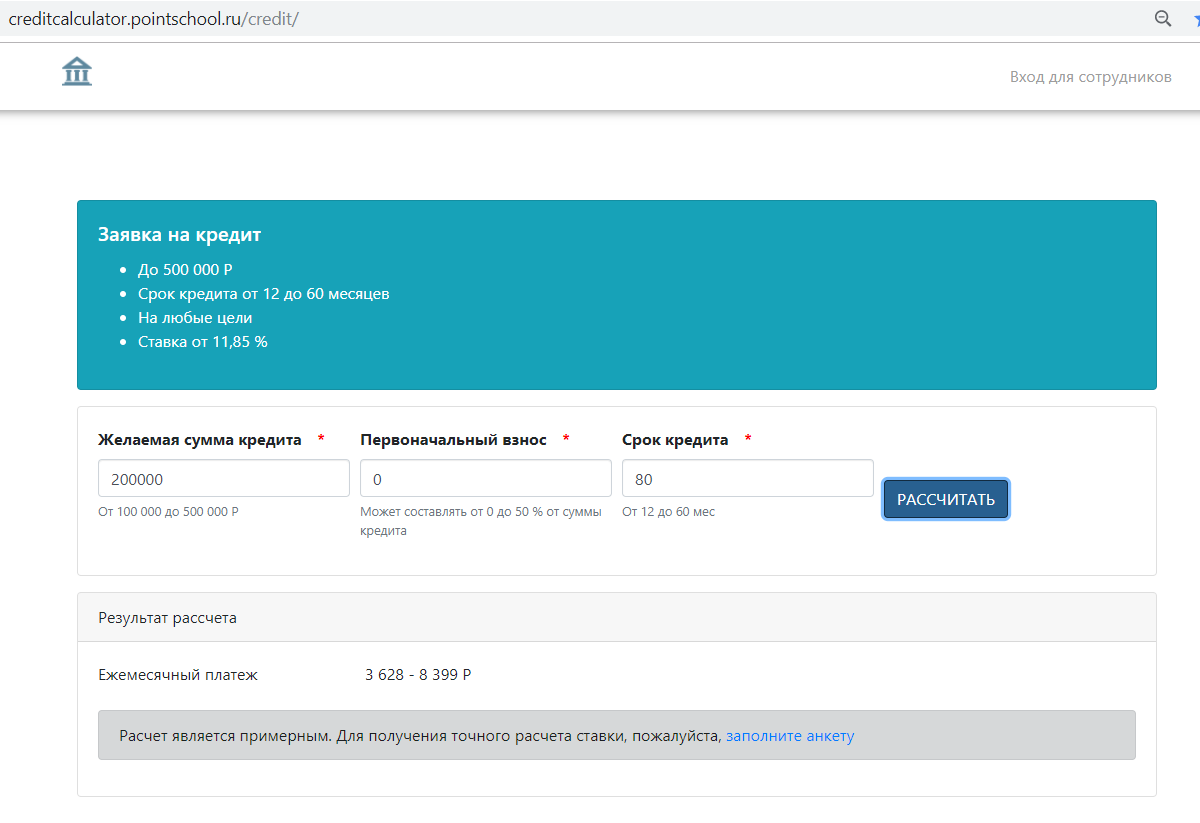 creditcalculator.pointschool.ru/credit/
Вход для сотрудников
Заявка на кредит
До 500 000 Р
Срок кредита от 12 до 60 месяцев
На любые цели
Ставка от 11,85 %
Желаемая сумма кредита *
Первоначальный взнос *
Срок кредита *
200000
0
80
РАССЧИТАТЬ
От 100 000 до 500 000 Р
Может составлять от 0 до 50 % от суммы
кредита
От 12 до 60 мес
Результат рассчета
Ежемесячный платеж 3 628 - 8 399 Р
Расчет является примерным. Для получения точного расчета ставки, пожалуйста, заполните анкету